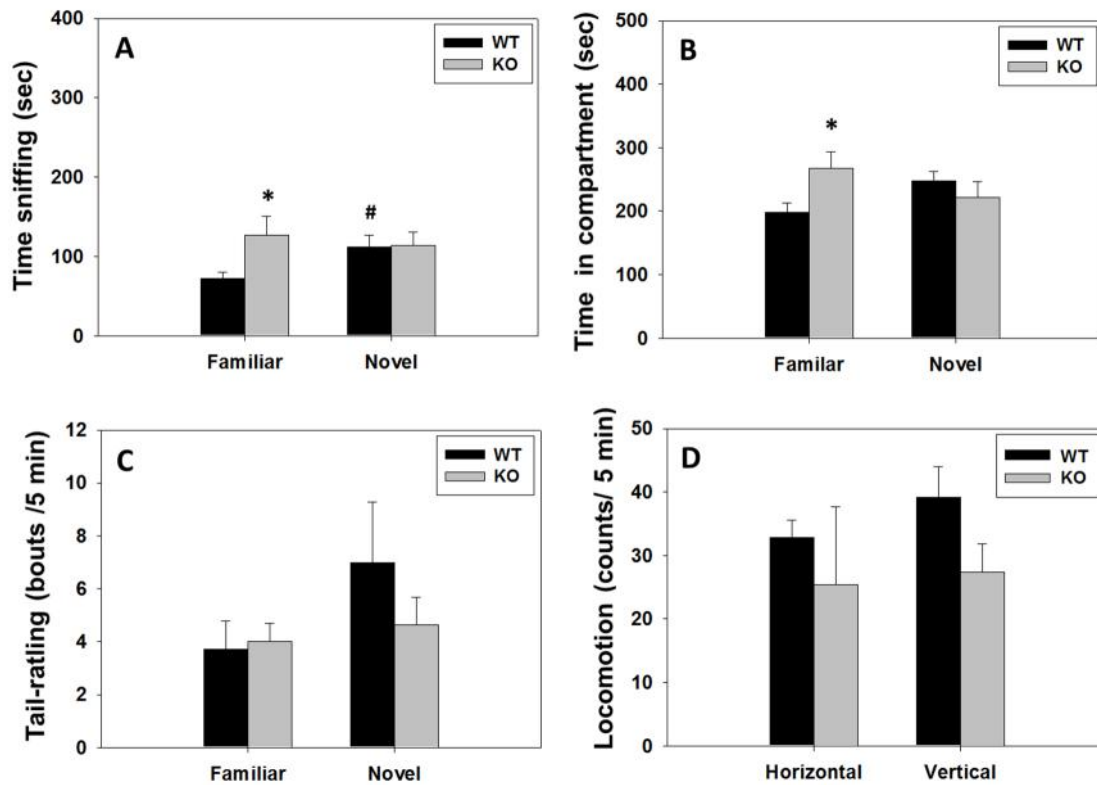 A
WT
KO
Time sniffing (sec)
400
300
200
100
0
*
#
Familiar Novel
B
WT
KO
Time in compartment (sec)
500
400
300
200
100
0
*
Familar Novel
C
WT
KO
Tail-ratling (bouts /5 min)
12
10
8
6
4
2
0
Familiar Novel
D
WT
KO
Locomotion (counts/ 5 min)
50
40
30
20
10
0
Horizontal Vertical